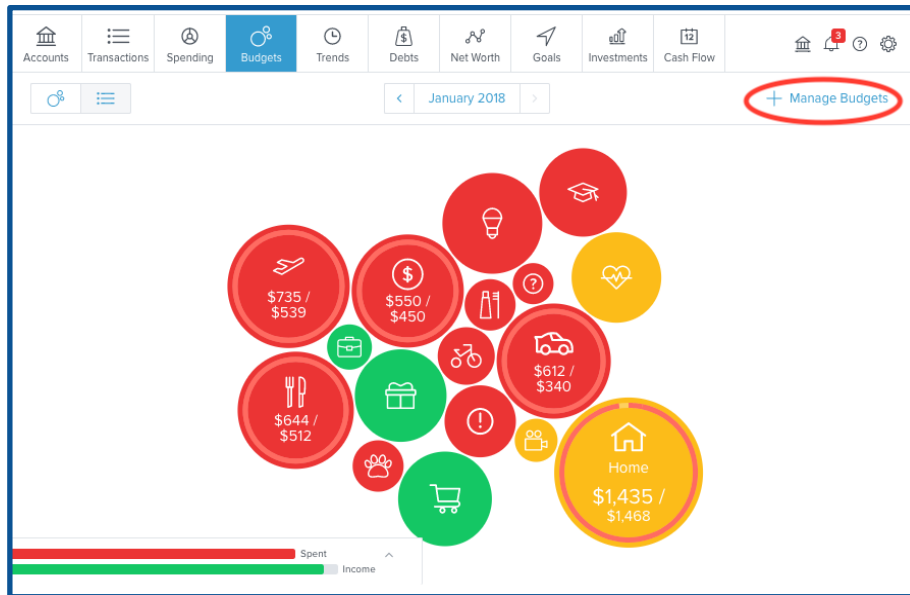 Accounts
Transactions
Spending
Budgets
Trends
Debts
Net Worth
Goals
Investments
12
Cash Flow
3
?
< January 2018 >
+ Manage Budgets
$735 /
$539
$
$550 /
$450
?
$612 /
$340
$644 /
$512
!
Home
$1,435 /
$1,468
Spent
Income